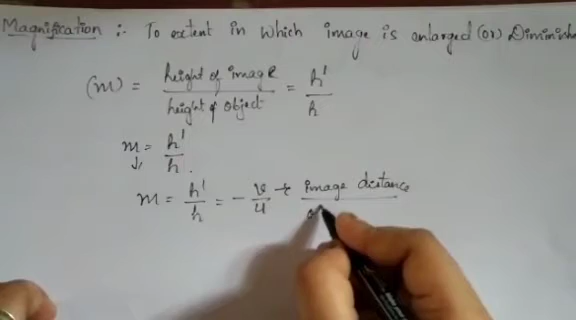 Magnification :- To extent in which image is enlarged (or) Diminish
(m) = height of image / height of object = h' / h
m = h' / h .
m = h' / h = - v / u → image distance